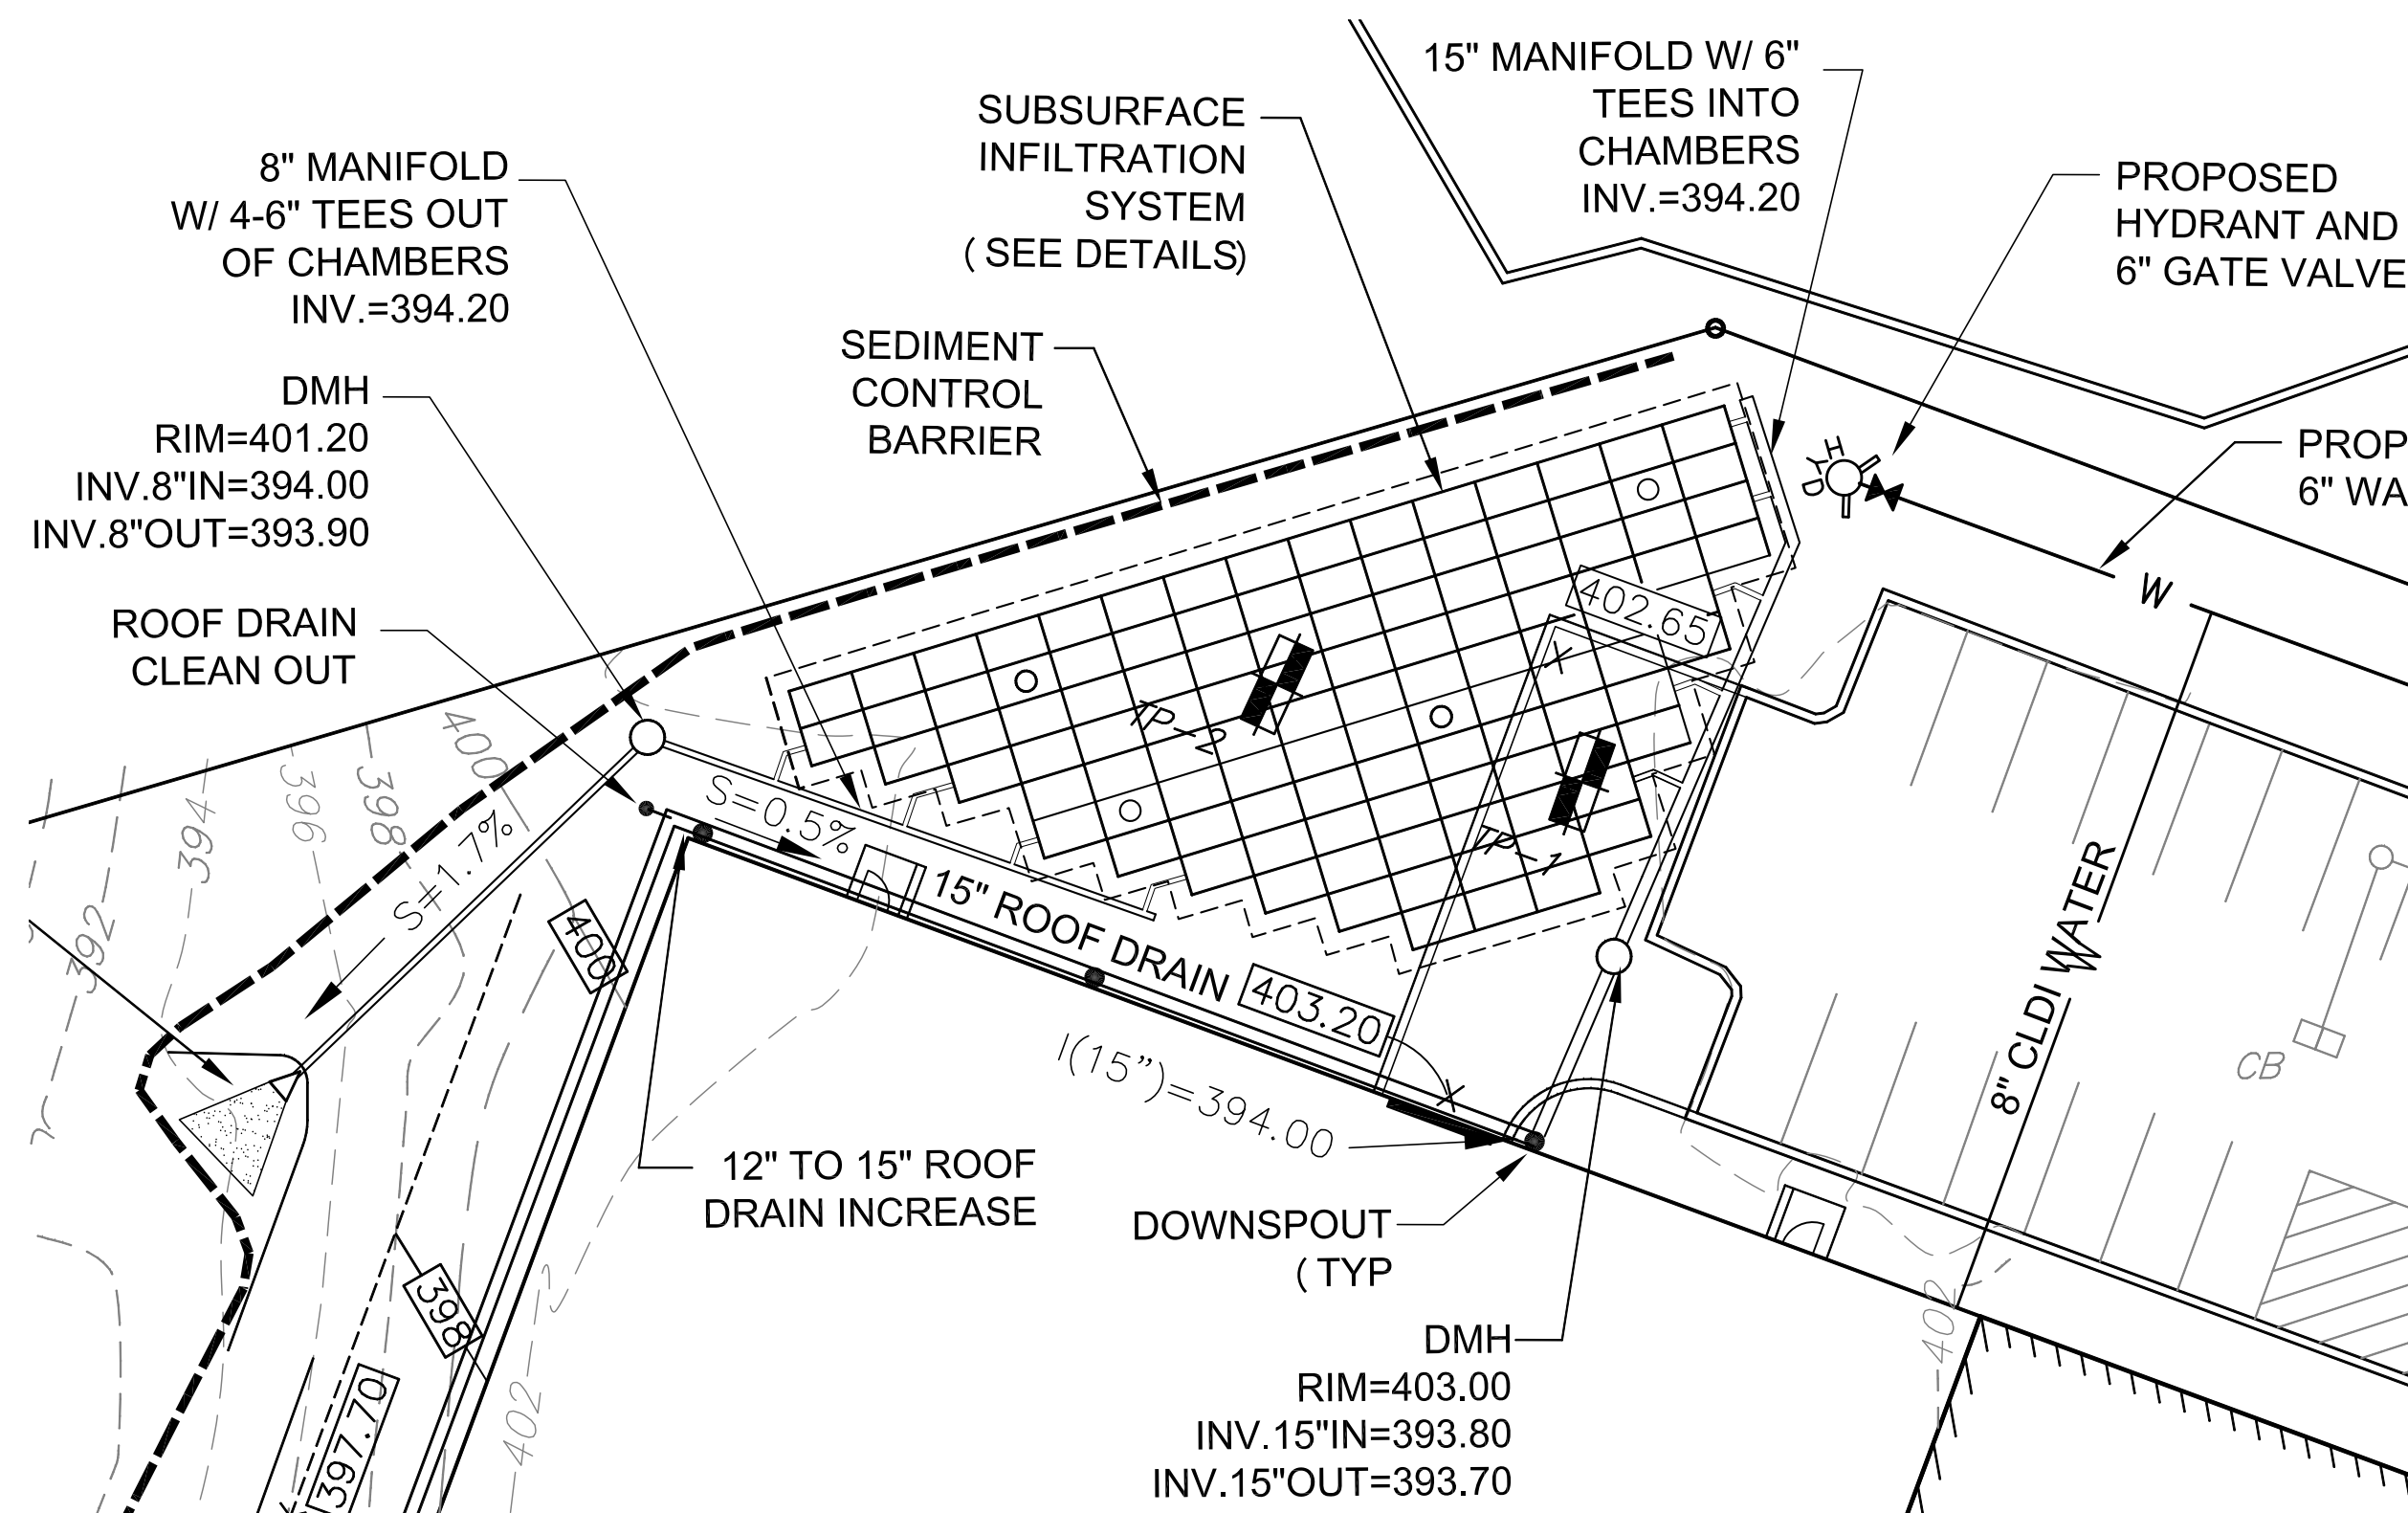 15" MANIFOLD W/ 6"
TEES INTO
CHAMBERS
INV.=394.20
SUBSURFACE
INFILTRATION
SYSTEM
( SEE DETAILS)
8" MANIFOLD
W/ 4-6" TEES OUT
OF CHAMBERS
INV.=394.20
PROPOSED
HYDRANT AND
6" GATE VALVE
SEDIMENT
CONTROL
BARRIER
DMH
RIM=401.20
INV.8"IN=394.00
INV.8"OUT=393.90
HYD
PROP
6" WA
W
ROOF DRAIN
CLEAN OUT
402.65
TP-2
TP-1
400
398
396
394
392
S=0.5%
S=1.7%
15" ROOF DRAIN
403.20
400
I(15")=394.00
8" CLDI WATER
W
CB
12" TO 15" ROOF
DRAIN INCREASE
DOWNSPOUT
( TYP
398
397.70
402
402
DMH
RIM=403.00
INV.15"IN=393.80
INV.15"OUT=393.70